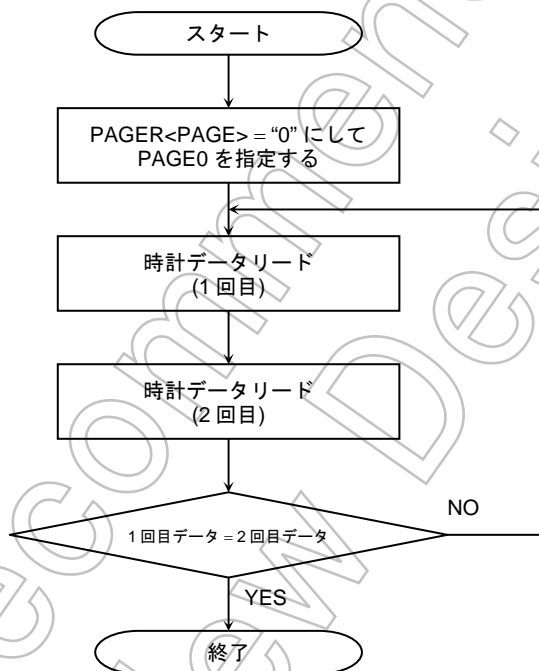 スタート
PAGER<PAGE> = “0” にして
PAGE0 を指定する
時計データリード
(1 回目)
時計データリード
(2 回目)
1 回目データ = 2 回目データ
NO
YES
終了